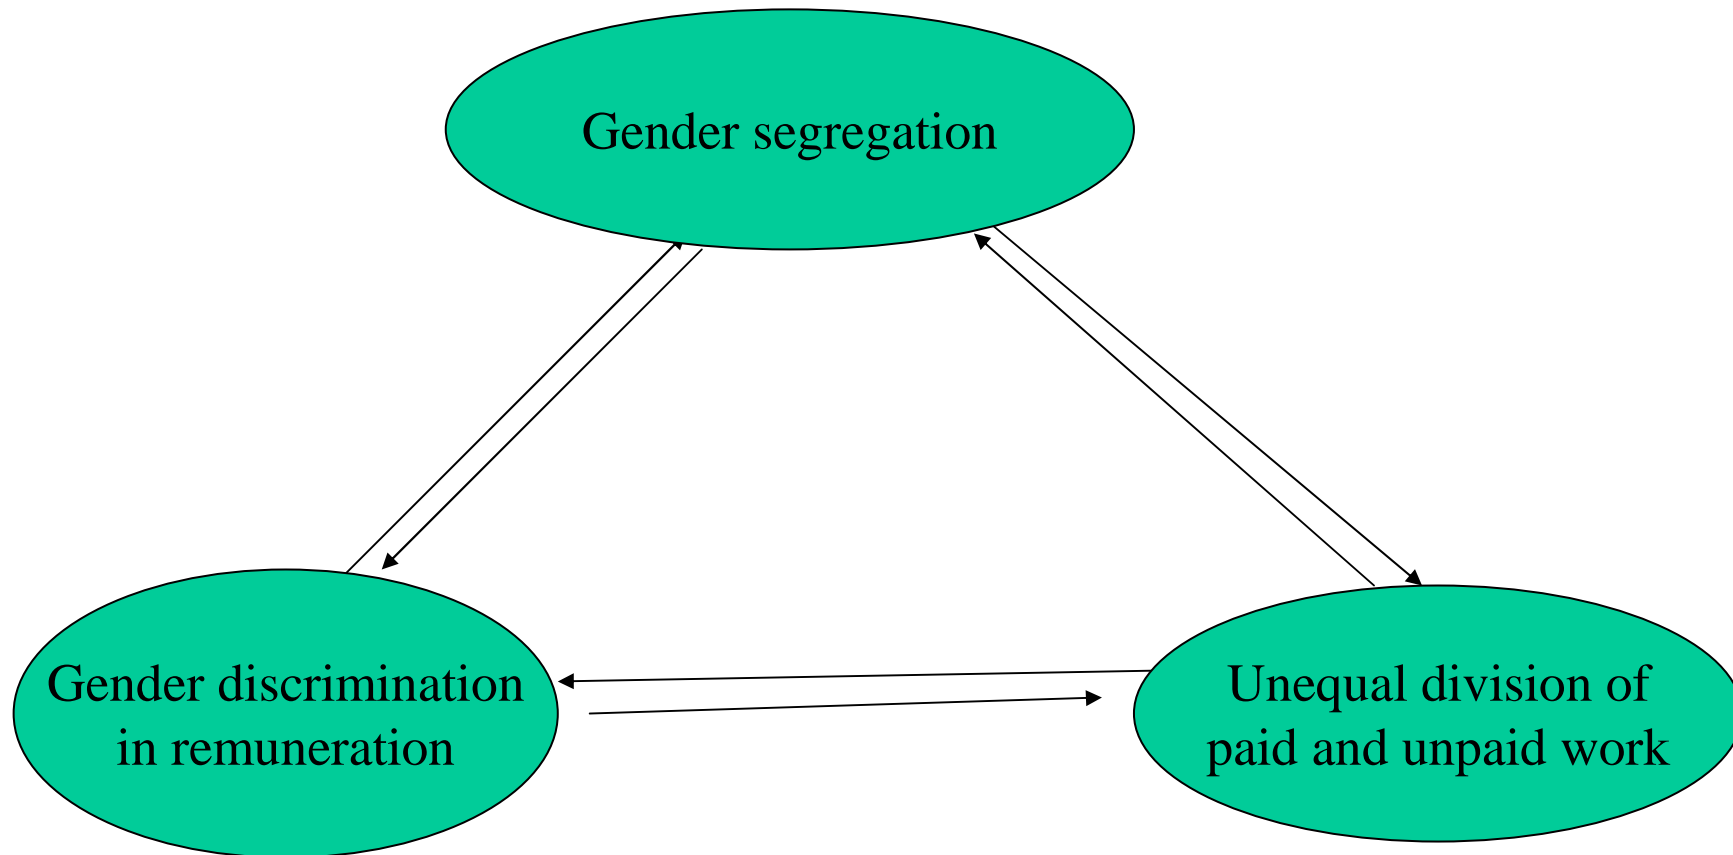 Gender segregation
Gender discrimination
in remuneration
Unequal division of
paid and unpaid work